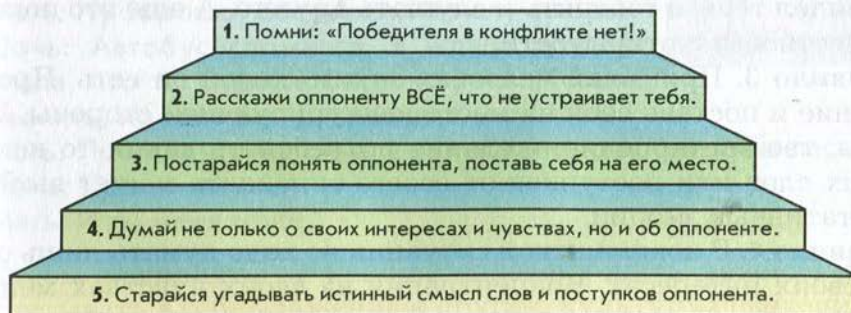 1. Помни: «Победителя в конфликте нет!»
2. Расскажи оппоненту ВСЁ, что не устраивает тебя.
3. Постарайся понять оппонента, поставь себя на его место.
4. Думай не только о своих интересах и чувствах, но и об оппоненте.
5. Старайся угадывать истинный смысл слов и поступков оппонента.